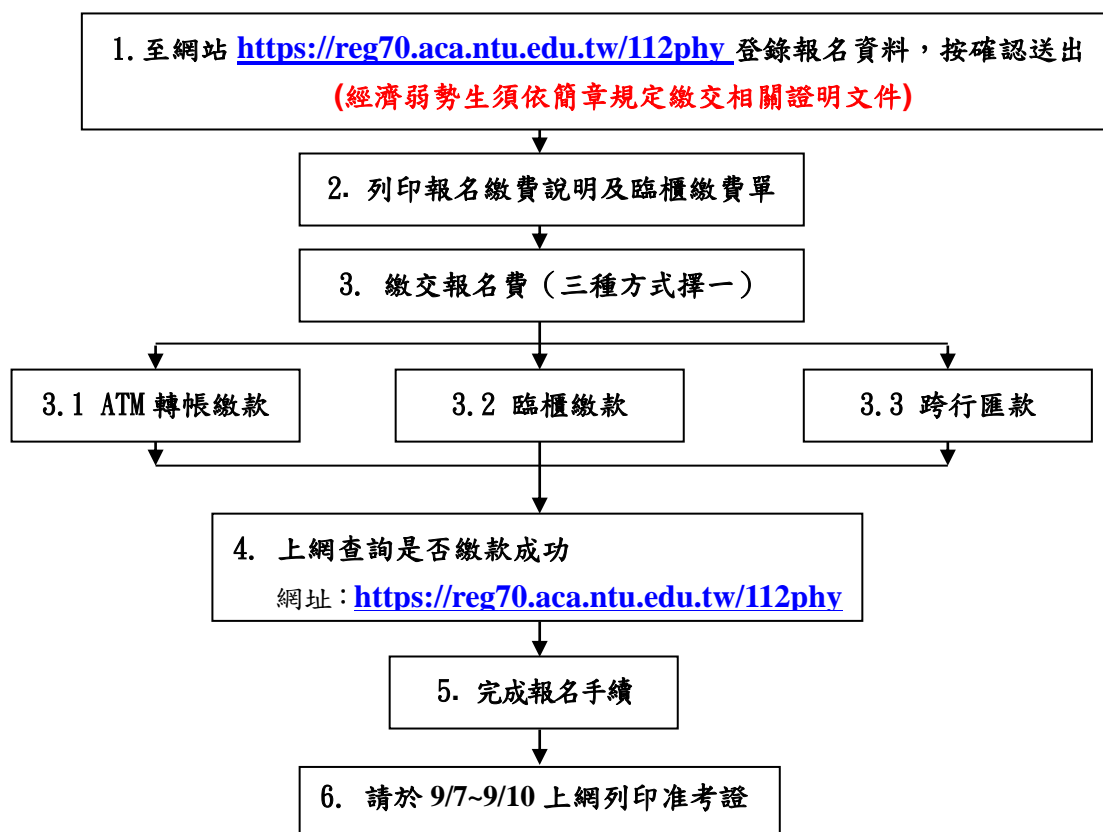 1.至網站 https://reg70.aca.ntu.edu.tw/112phy 登錄報名資料，按確認送出
(經濟弱勢生須依簡章規定繳交相關證明文件)
2. 列印報名繳費說明及臨櫃繳費單
3. 繳交報名費（三種方式擇一）
3.1 ATM 轉帳繳款
3.2 臨櫃繳款
3.3 跨行匯款
4. 上網查詢是否繳款成功
網址：https://reg70.aca.ntu.edu.tw/112phy
5. 完成報名手續
6. 請於 9/7~9/10 上網列印准考證